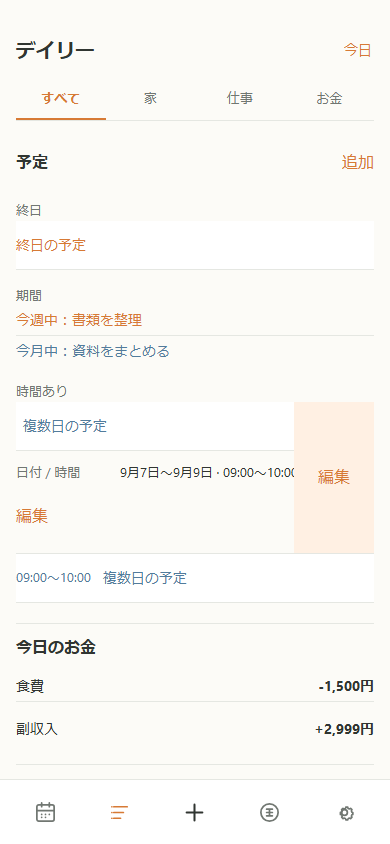 デイリー
今日
すべて 家 仕事 お金
予定 追加
終日
終日の予定
期間
今週中：書類を整理
今月中：資料をまとめる
時間あり
複数日の予定
日付 / 時間 9月7日〜9月9日 · 09:00〜10:00
編集
編集
09:00〜10:00 複数日の予定
今日のお金
食費 -1,500円
副収入 +2,999円